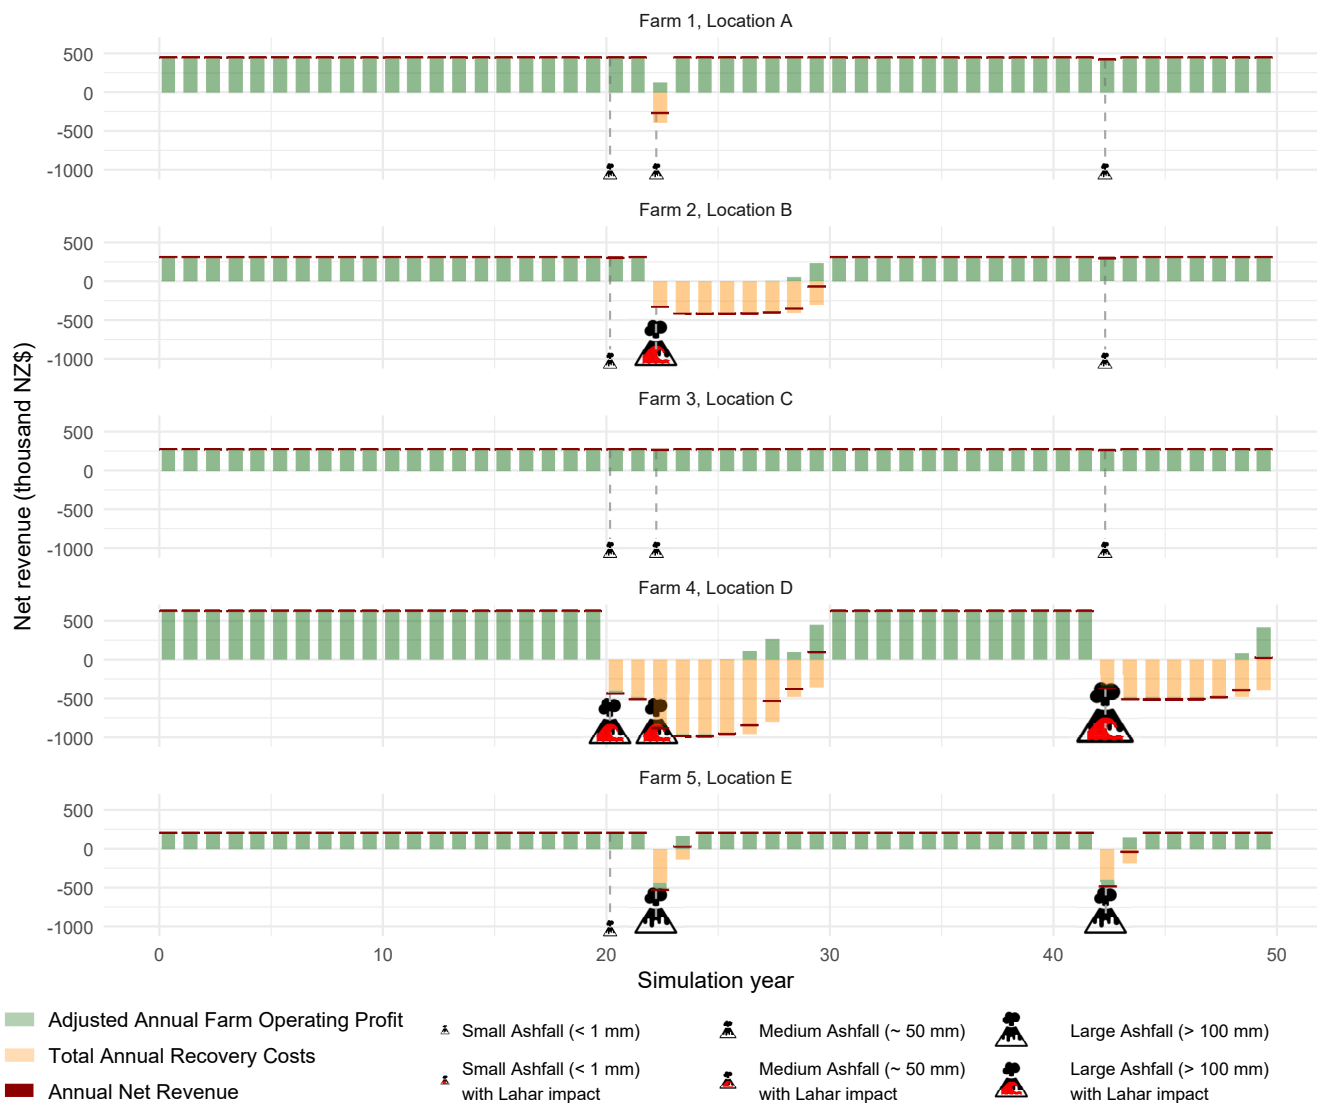 Farm 1, Location A
500
0
-500
-1000
Farm 2, Location B
500
0
-500
-1000
Farm 3, Location C
500
0
-500
-1000
Farm 4, Location D
500
0
-500
-1000
Farm 5, Location E
500
0
-500
-1000
Net revenue (thousand NZ$)
0 10 20 30 40 50
Simulation year
Adjusted Annual Farm Operating Profit
Total Annual Recovery Costs
Annual Net Revenue
Small Ashfall (< 1 mm)
Small Ashfall (< 1 mm)
with Lahar impact
Medium Ashfall (~ 50 mm)
Medium Ashfall (~ 50 mm)
with Lahar impact
Large Ashfall (> 100 mm)
Large Ashfall (> 100 mm)
with Lahar impact